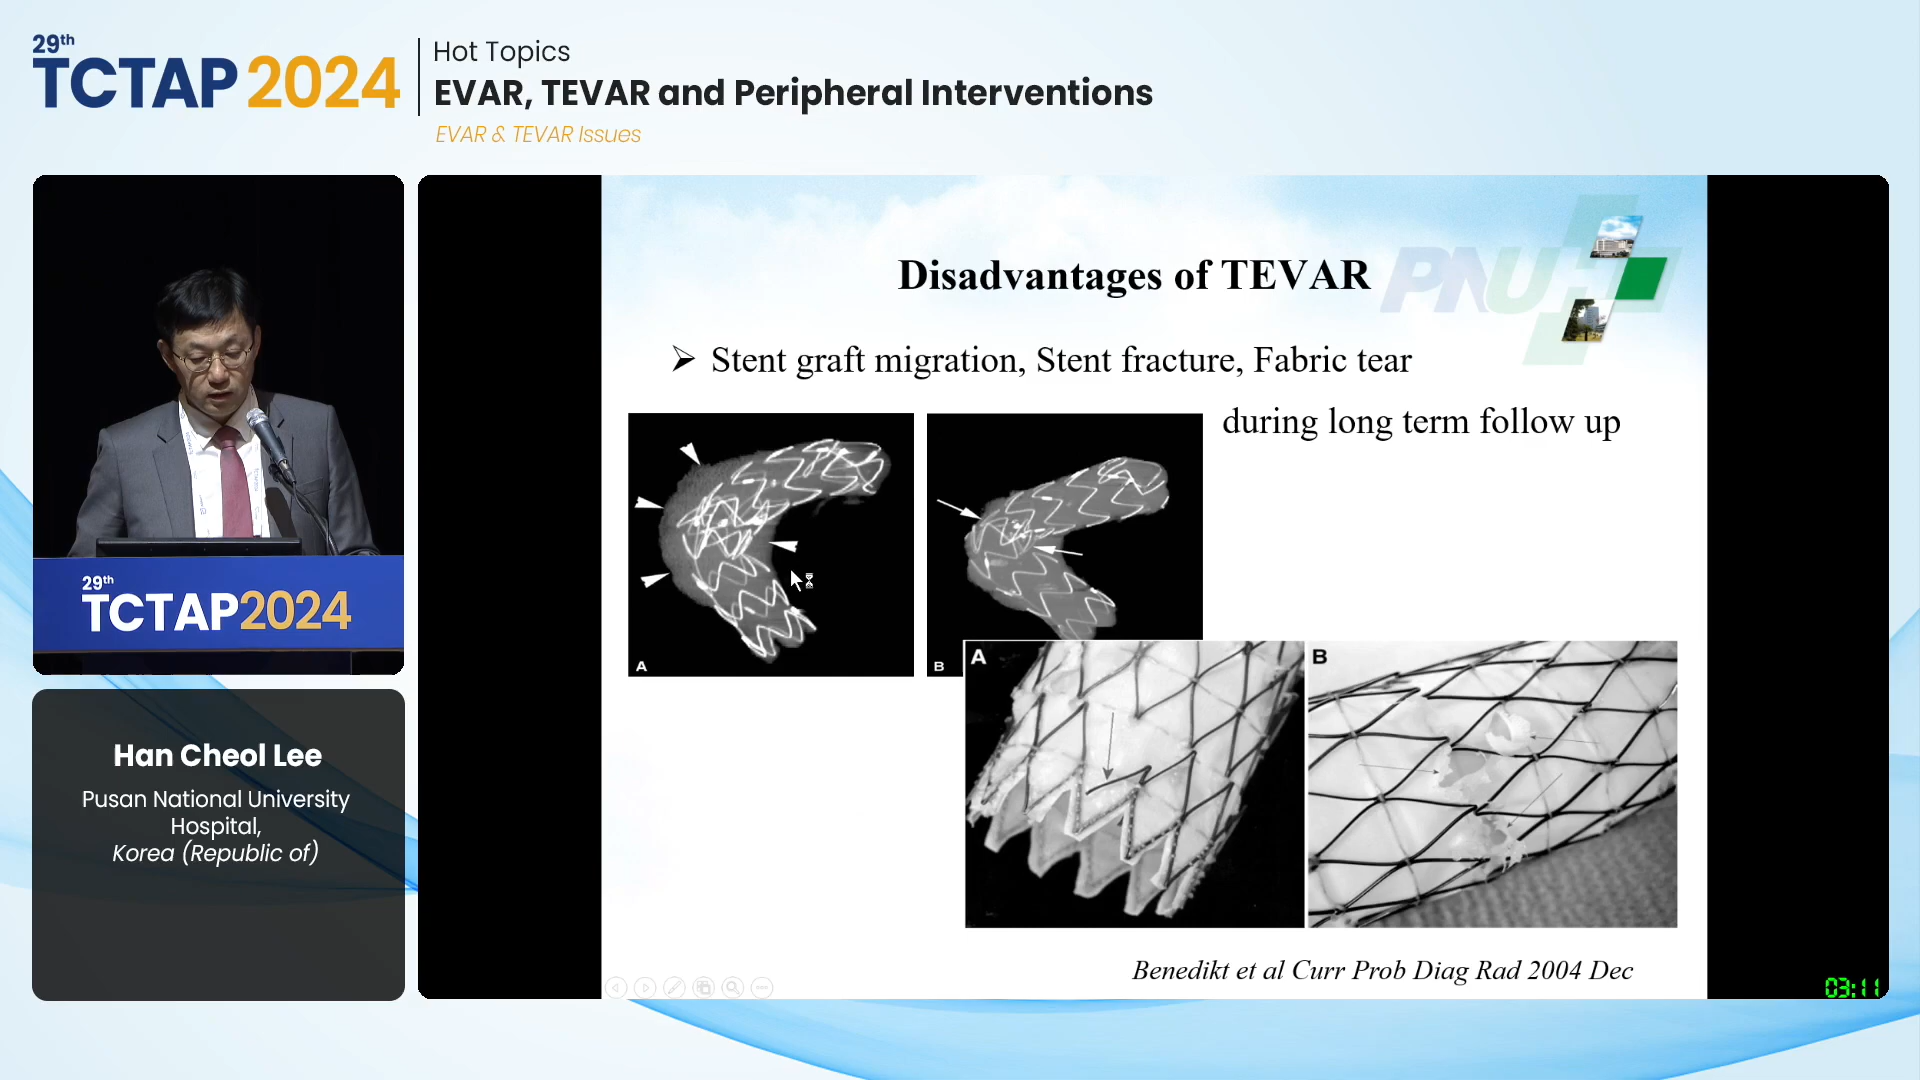 29th
TCTAP 2024
Hot Topics
EVAR, TEVAR and Peripheral Interventions
EVAR & TEVAR Issues
29th
TCTAP2024
Han Cheol Lee
Pusan National University
Hospital,
Korea (Republic of)
PNUH
Disadvantages of TEVAR
➢ Stent graft migration, Stent fracture, Fabric tear
during long term follow up
A
B
A
B
Benedikt et al Curr Prob Diag Rad 2004 Dec
03:11